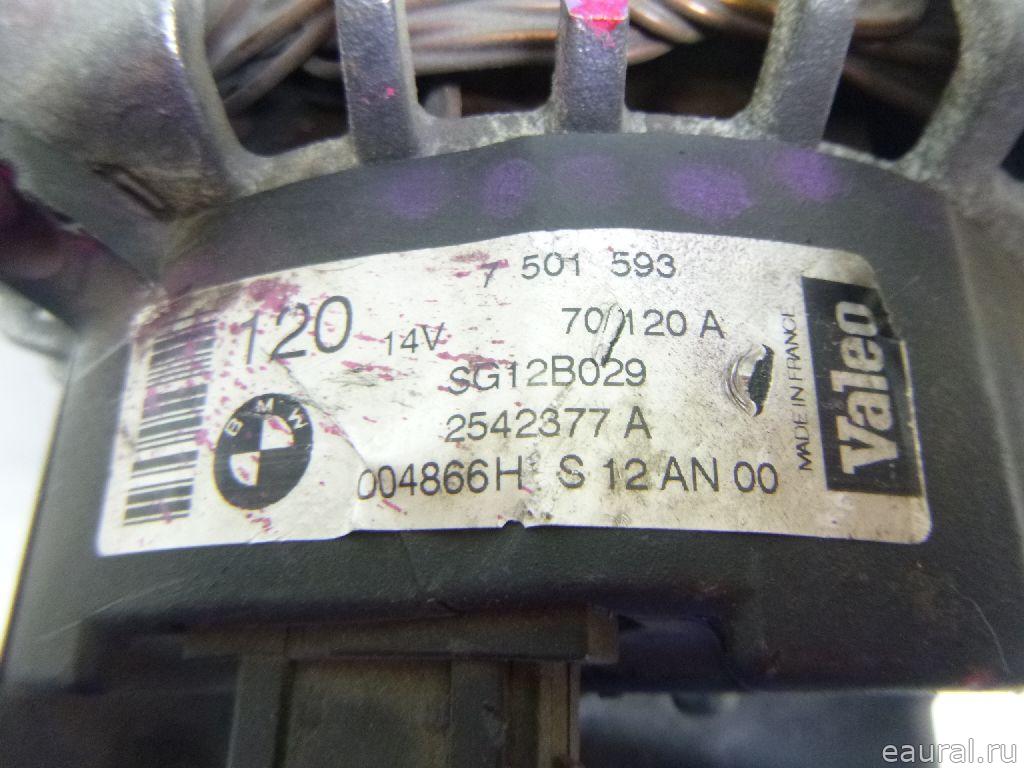 7 501 593
120 14V 70/120 A
SG12B029
BMW
2542377 A
004866H S 12 AN 00
MADE IN FRANCE
Valeo
eaural.ru